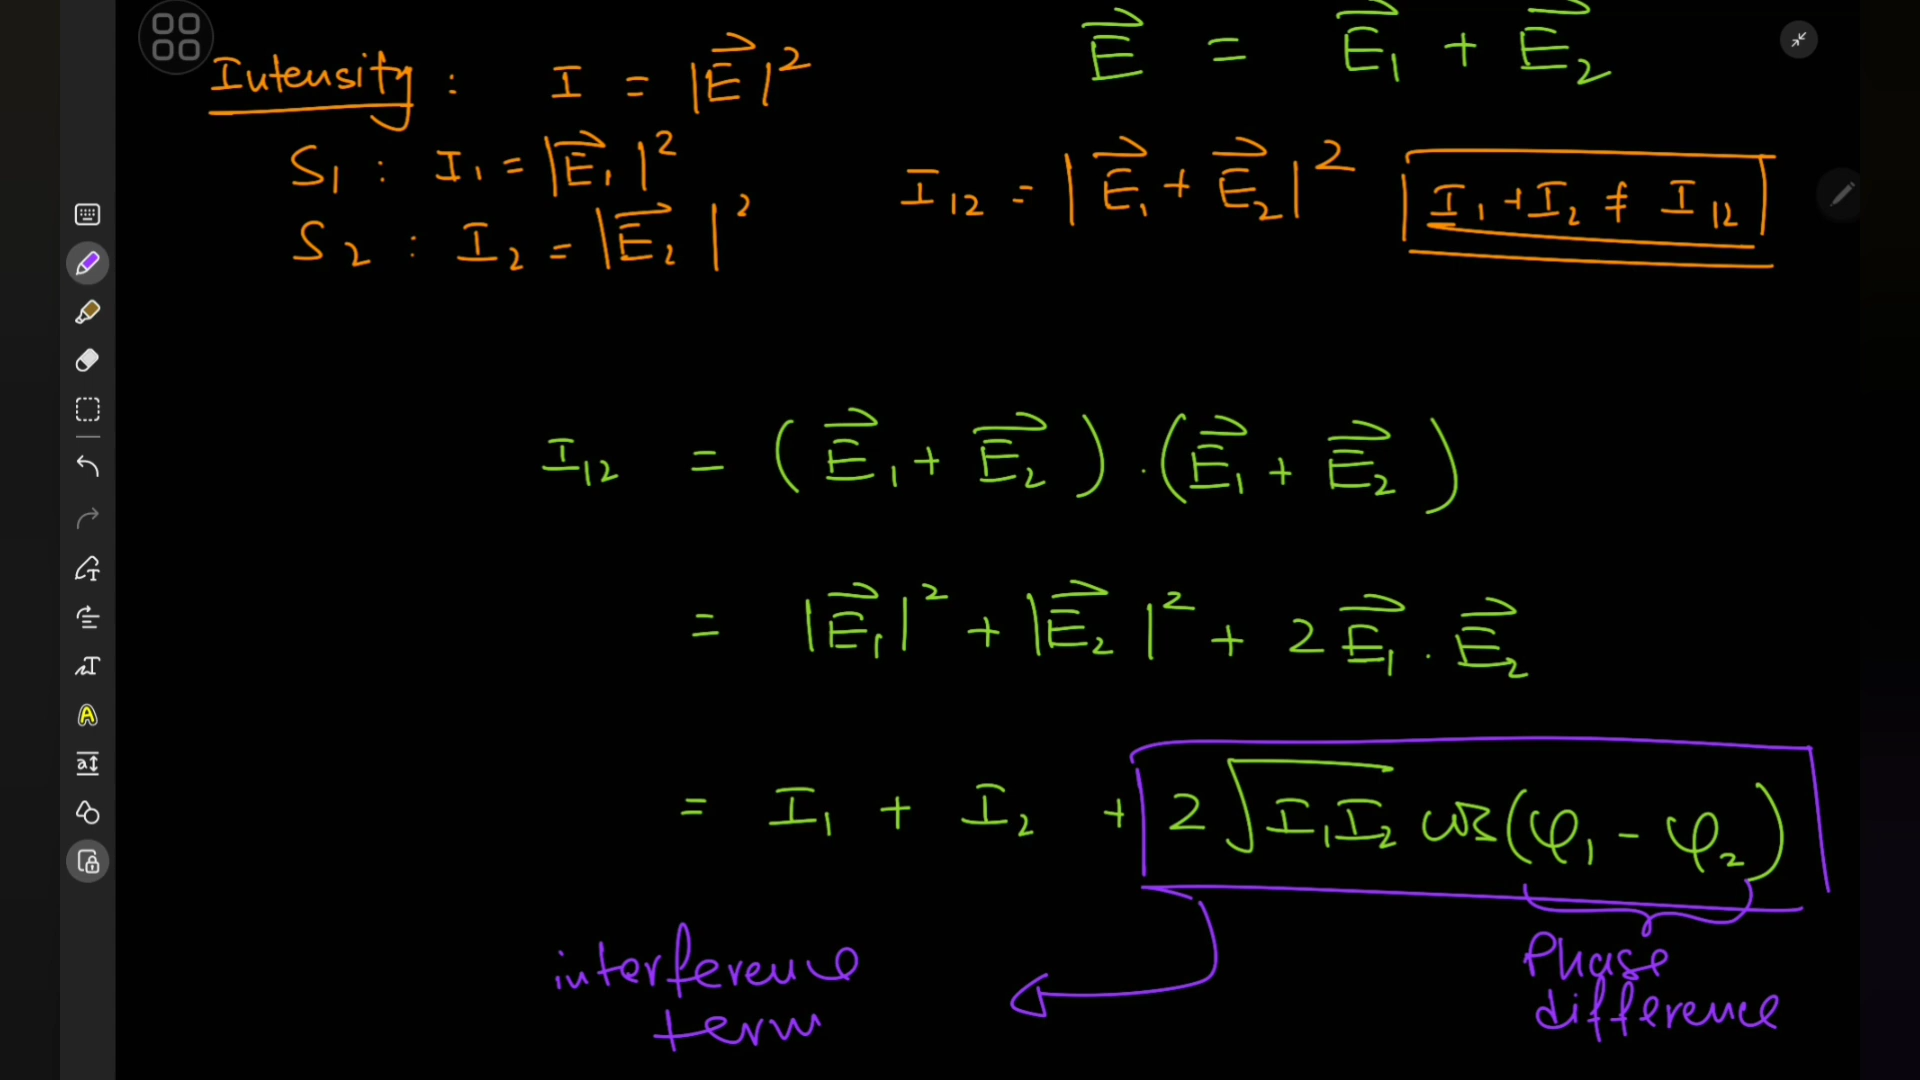 E⃗ = E⃗₁ + E⃗₂
Intensity : I = |E⃗|²
S₁ : I₁ = |E⃗₁|²
S₂ : I₂ = |E⃗₂|²
I₁₂ = |E⃗₁ + E⃗₂|²
I₁ + I₂ ≠ I₁₂
I₁₂ = (E⃗₁ + E⃗₂) . (E⃗₁ + E⃗₂)
= |E⃗₁|² + |E⃗₂|² + 2 E⃗₁ . E⃗₂
= I₁ + I₂ + 2√I₁I₂ cos(φ₁ - φ₂)
interference
term
Phase
difference